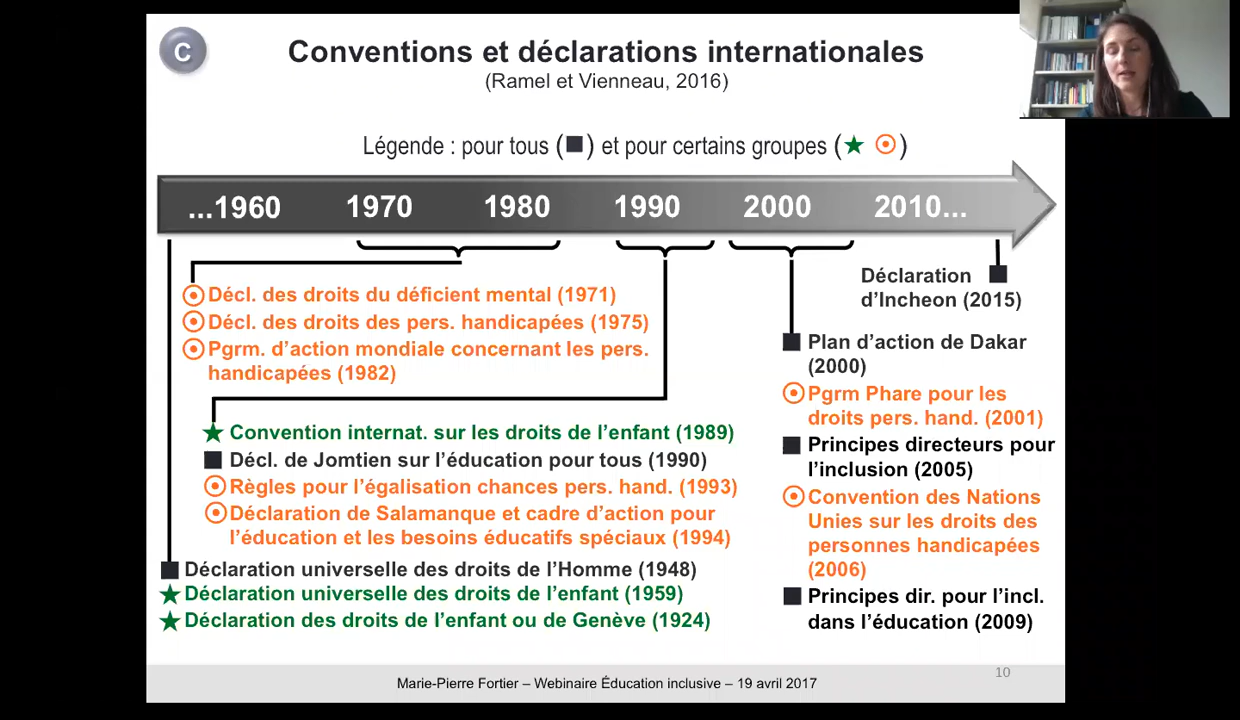 C
Conventions et déclarations internationales
(Ramel et Vienneau, 2016)
Légende : pour tous (■) et pour certains groupes (★ ⦿)
...1960 1970 1980 1990 2000 2010...
Décl. des droits du déficient mental (1971)
Décl. des droits des pers. handicapées (1975)
Pgrm. d’action mondiale concernant les pers.
handicapées (1982)
Convention internat. sur les droits de l’enfant (1989)
Décl. de Jomtien sur l’éducation pour tous (1990)
Règles pour l’égalisation chances pers. hand. (1993)
Déclaration de Salamanque et cadre d’action pour
l’éducation et les besoins éducatifs spéciaux (1994)
Déclaration universelle des droits de l’Homme (1948)
Déclaration universelle des droits de l’enfant (1959)
Déclaration des droits de l’enfant ou de Genève (1924)
Déclaration
d’Incheon (2015)
Plan d’action de Dakar
(2000)
Pgrm Phare pour les
droits pers. hand. (2001)
Principes directeurs pour
l’inclusion (2005)
Convention des Nations
Unies sur les droits des
personnes handicapées
(2006)
Principes dir. pour l’incl.
dans l’éducation (2009)
Marie-Pierre Fortier – Webinaire Éducation inclusive – 19 avril 2017
10